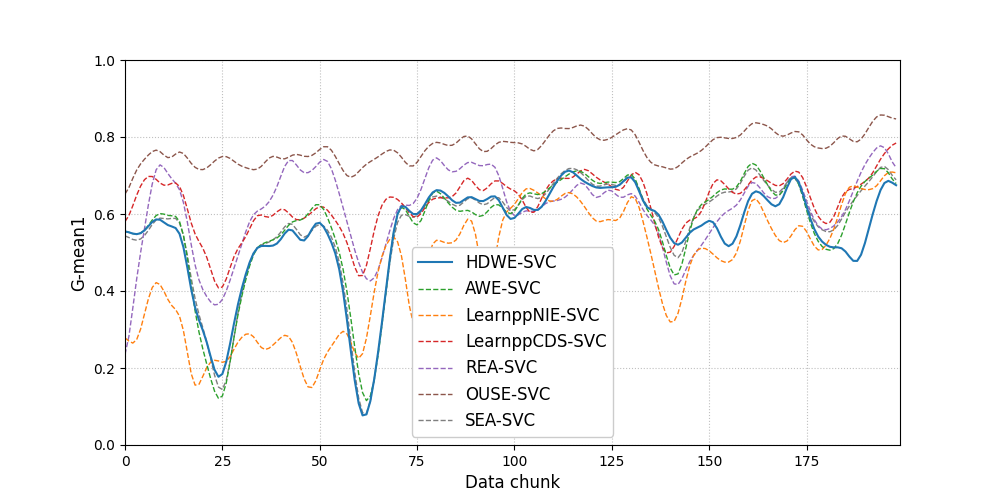 1.0
0.8
0.6
0.4
0.2
0.0
G-mean1
HDWE-SVC
AWE-SVC
LearnppNIE-SVC
LearnppCDS-SVC
REA-SVC
OUSE-SVC
SEA-SVC
0 25 50 75 100 125 150 175
Data chunk